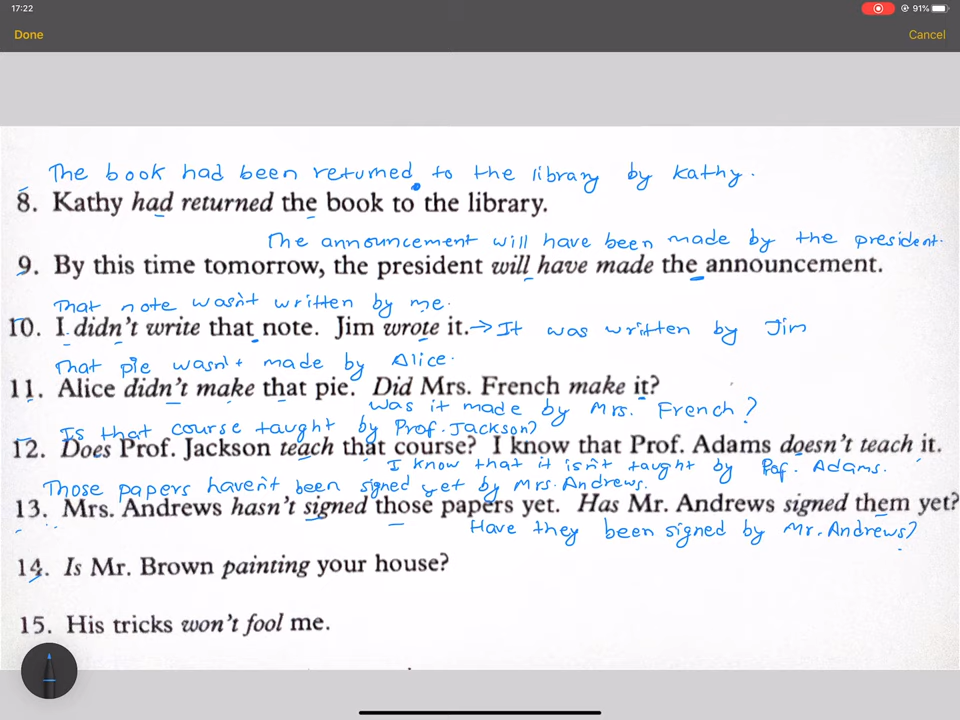 17:22
91%
Done
Cancel
The book had been returned to the library by Kathy.
8. Kathy had returned the book to the library.
The announcement will have been made by the president.
9. By this time tomorrow, the president will have made the announcement.
That note wasn't written by me.
10. I didn't write that note. Jim wrote it. → It was written by Jim
That pie wasn't made by Alice.
11. Alice didn't make that pie. Did Mrs. French make it?
Was it made by Mrs. French?
Is that course taught by Prof. Jackson?
12. Does Prof. Jackson teach that course? I know that Prof. Adams doesn't teach it.
I know that it isn't taught by Pof. Adams.
Those papers haven't been signed yet by Mrs. Andrews.
13. Mrs. Andrews hasn't signed those papers yet. Has Mr. Andrews signed them yet?
Have they been signed by Mr. Andrews?
14. Is Mr. Brown painting your house?
15. His tricks won't fool me.